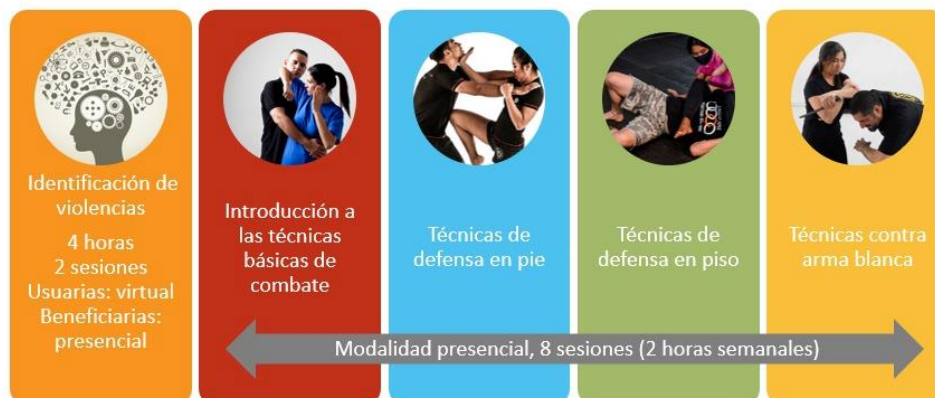 Identificación de
violencias
4 horas
2 sesiones
Usuarias: virtual
Beneficiarias:
presencial
Introducción a
las técnicas
básicas de
combate
Técnicas de
defensa en pie
Técnicas de
defensa en piso
Técnicas contra
arma blanca
Modalidad presencial, 8 sesiones (2 horas semanales)